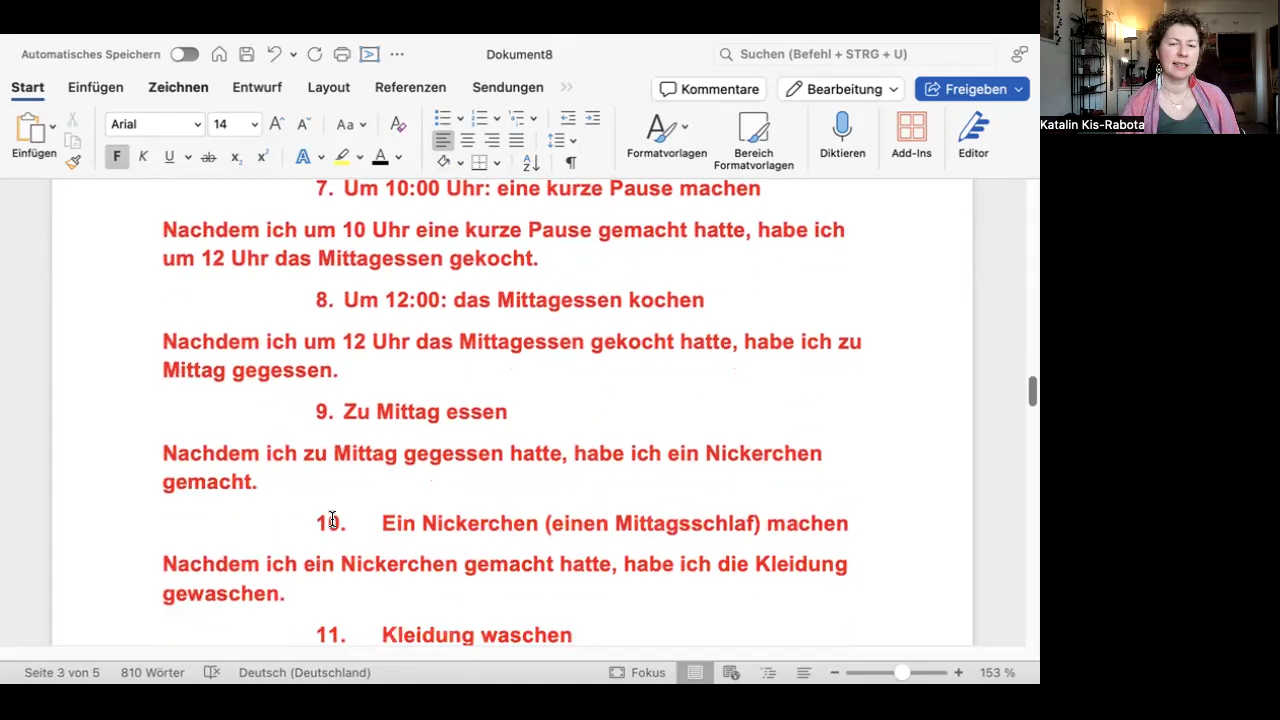 Automatisches Speichern
Dokument8
Suchen (Befehl + STRG + U)
Start Einfügen Zeichnen Entwurf Layout Referenzen Sendungen
Kommentare Bearbeitung Freigeben
Arial 14
Einfügen
Formatvorlagen
Bereich Formatvorlagen
Diktieren
Add-Ins
Editor
Katalin Kis-Rabota
7. Um 10:00 Uhr: eine kurze Pause machen
Nachdem ich um 10 Uhr eine kurze Pause gemacht hatte, habe ich
um 12 Uhr das Mittagessen gekocht.
8. Um 12:00: das Mittagessen kochen
Nachdem ich um 12 Uhr das Mittagessen gekocht hatte, habe ich zu
Mittag gegessen.
9. Zu Mittag essen
Nachdem ich zu Mittag gegessen hatte, habe ich ein Nickerchen
gemacht.
10. Ein Nickerchen (einen Mittagsschlaf) machen
Nachdem ich ein Nickerchen gemacht hatte, habe ich die Kleidung
gewaschen.
11. Kleidung waschen
Seite 3 von 5 810 Wörter Deutsch (Deutschland) Fokus 153 %